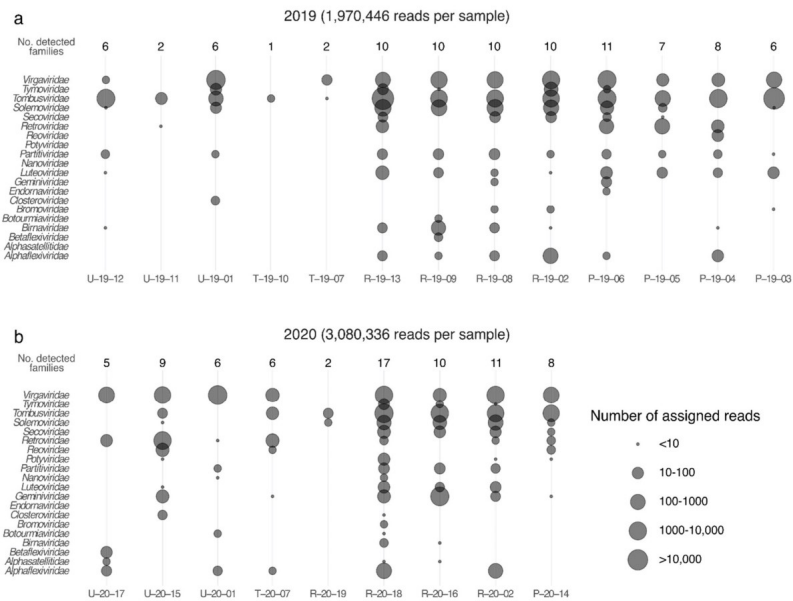 a
2019 (1,970,446 reads per sample)
No. detected
families
6 2 6 1 2 10 10 10 10 11 7 8 6
Virgaviridae
Tymoviridae
Tombusviridae
Solemoviridae
Secoviridae
Retroviridae
Reoviridae
Potyviridae
Partitiviridae
Nanoviridae
Luteoviridae
Geminiviridae
Endornaviridae
Closteroviridae
Bromoviridae
Botourmiaviridae
Birnaviridae
Betaflexiviridae
Alphasatellitidae
Alphaflexiviridae
U–19–12 U–19–11 U–19–01 T–19–10 T–19–07 R–19–13 R–19–09 R–19–08 R–19–02 P–19–06 P–19–05 P–19–04 P–19–03
b
2020 (3,080,336 reads per sample)
No. detected
families
5 9 6 6 2 17 10 11 8
Virgaviridae
Tymoviridae
Tombusviridae
Solemoviridae
Secoviridae
Retroviridae
Reoviridae
Potyviridae
Partitiviridae
Nanoviridae
Luteoviridae
Geminiviridae
Endornaviridae
Closteroviridae
Bromoviridae
Botourmiaviridae
Birnaviridae
Betaflexiviridae
Alphasatellitidae
Alphaflexiviridae
U–20–17 U–20–15 U–20–01 T–20–07 R–20–19 R–20–18 R–20–16 R–20–02 P–20–14
Number of assigned reads
<10
10-100
100-1000
1000-10,000
>10,000